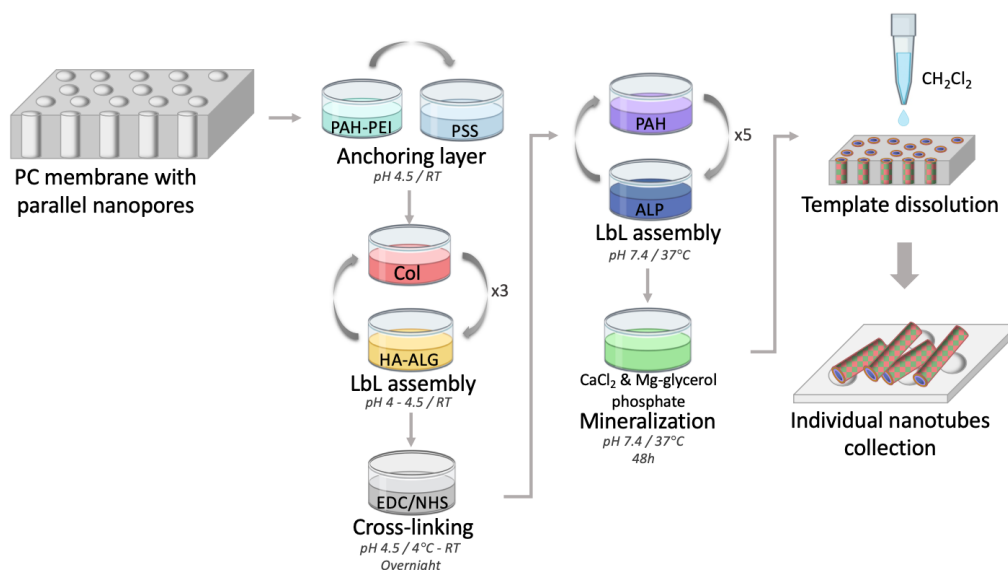 PC membrane with
parallel nanopores
PAH-PEI
PSS
Anchoring layer
pH 4.5 / RT
Col
x3
HA-ALG
LbL assembly
pH 4 - 4.5 / RT
EDC/NHS
Cross-linking
pH 4.5 / 4°C - RT
Overnight
PAH
x5
ALP
LbL assembly
pH 7.4 / 37°C
CaCl₂ & Mg-glycerol
phosphate
Mineralization
pH 7.4 / 37°C
48h
CH₂Cl₂
Template dissolution
Individual nanotubes
collection